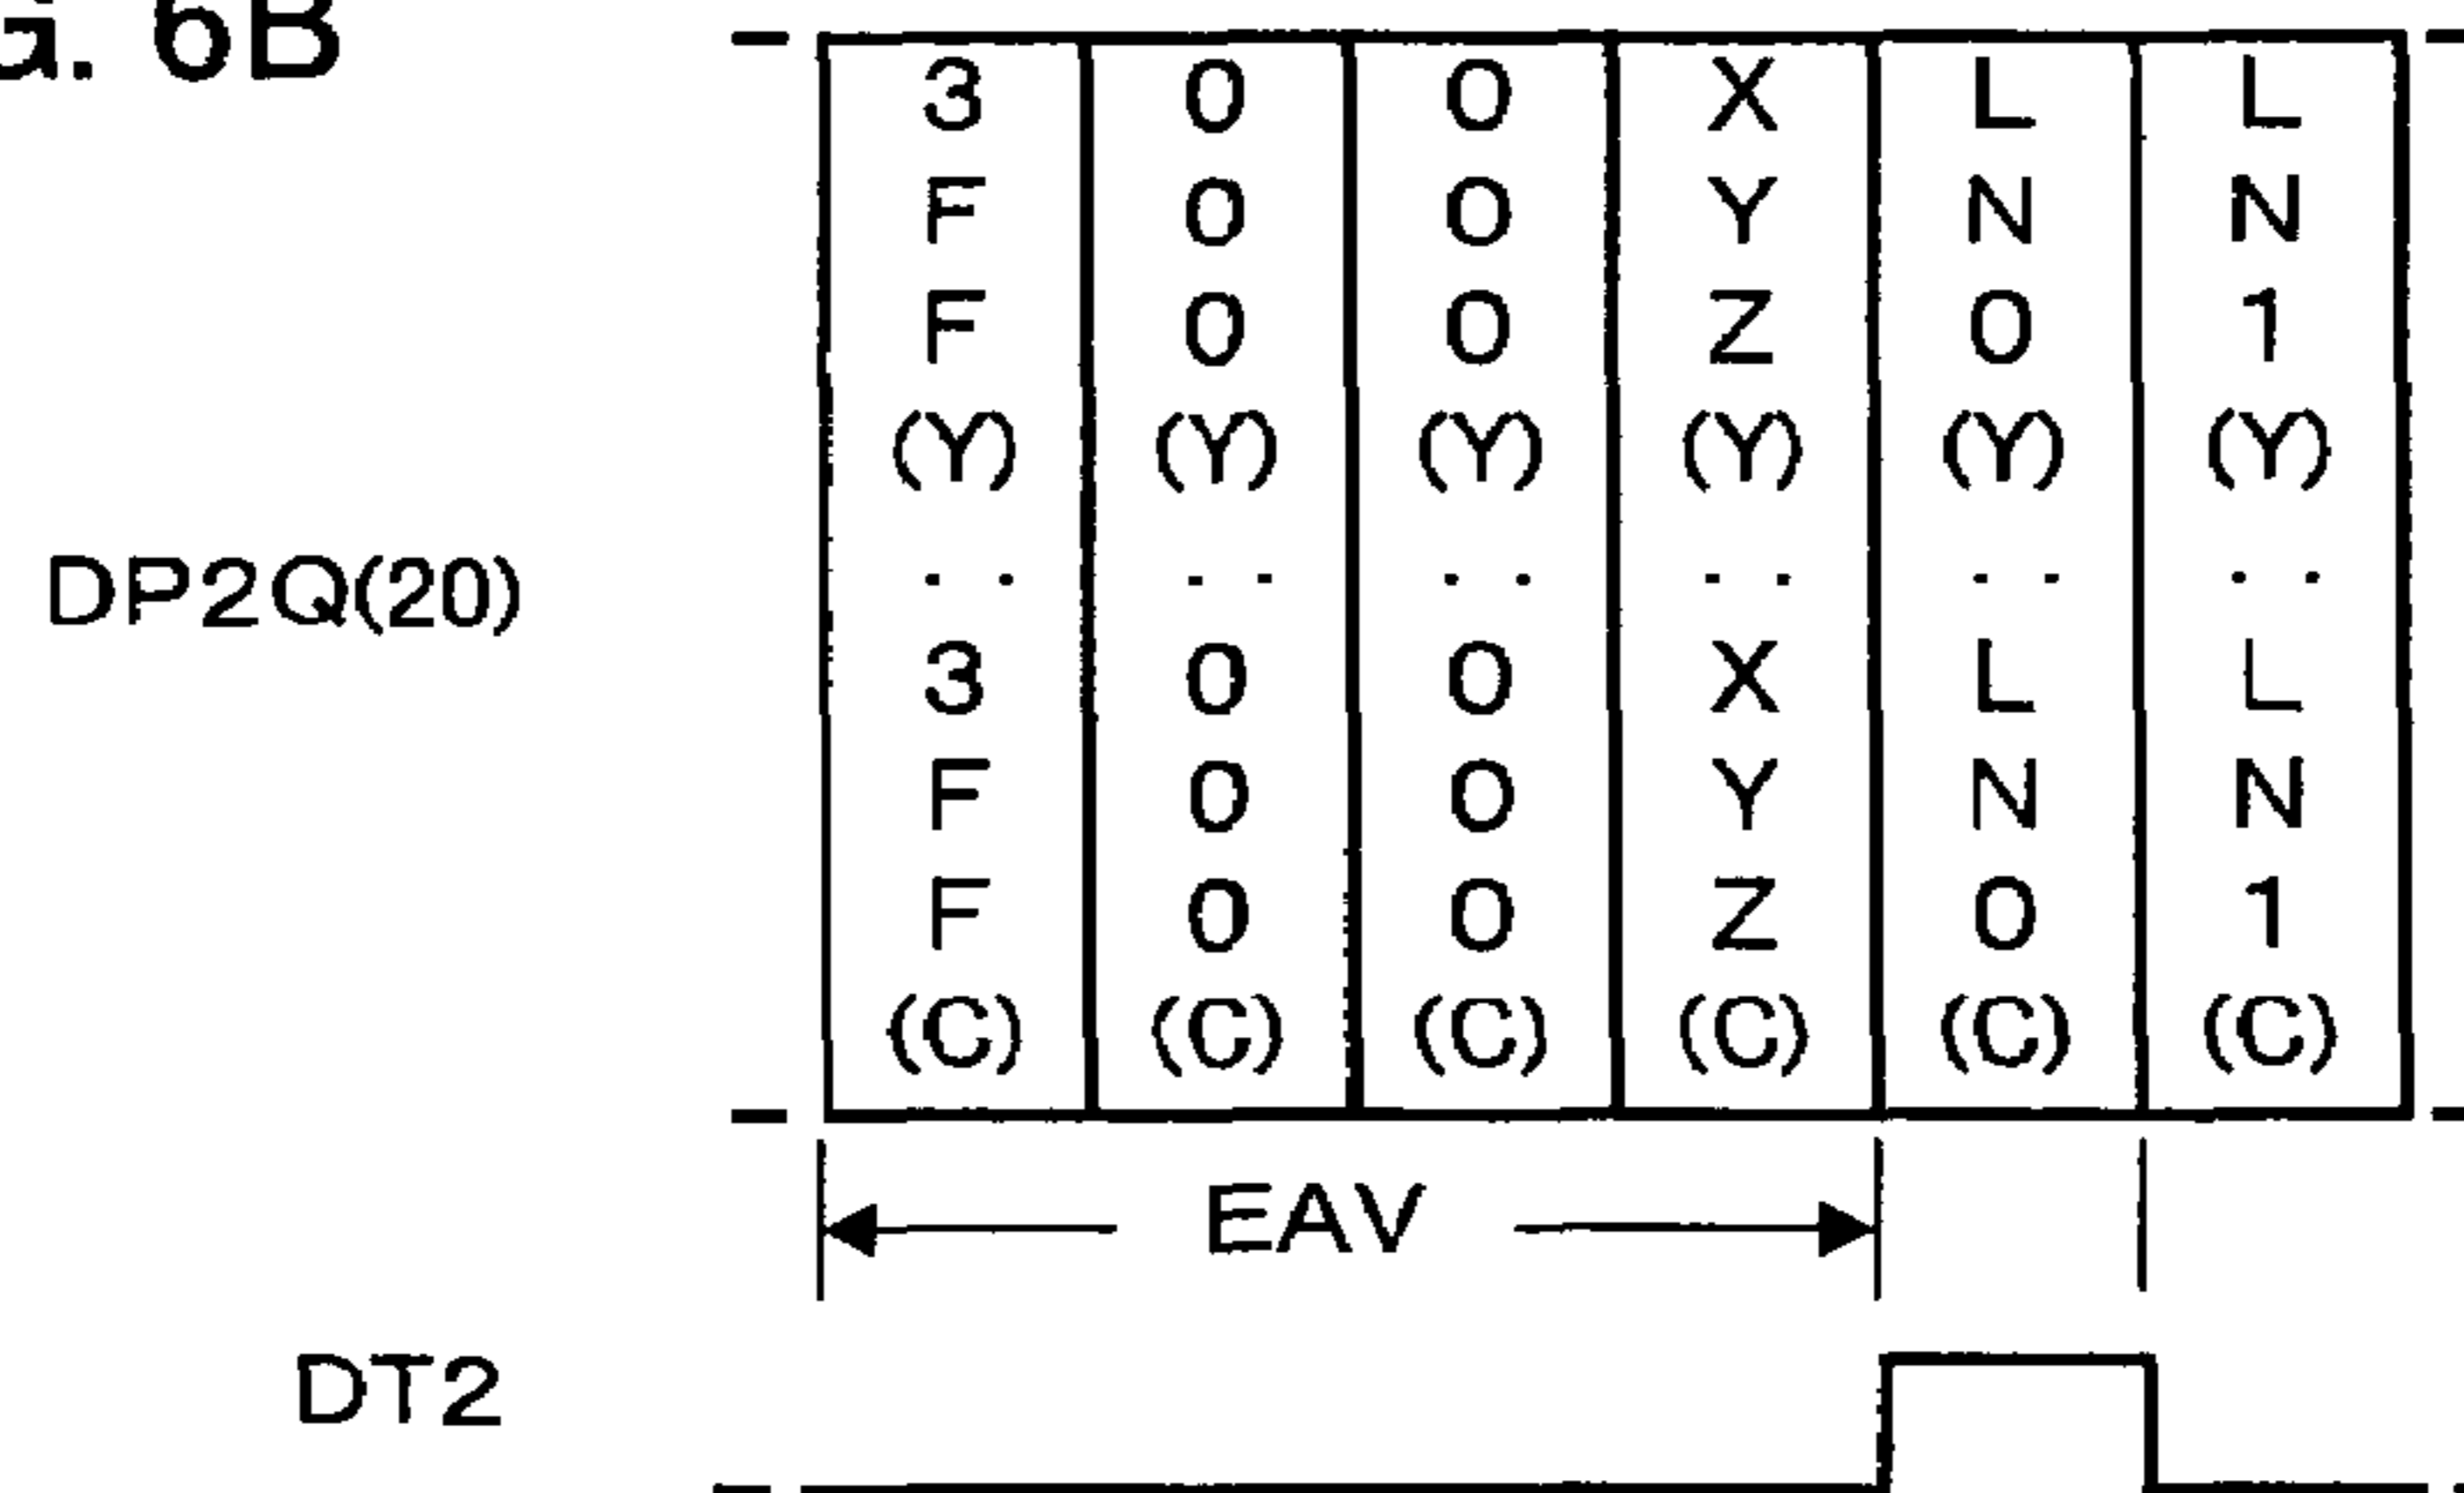 G. 6B
3 0 0 X L L
F 0 0 Y N N
F 0 0 Z 0 1
(Y) (Y) (Y) (Y) (Y) (Y)
DP2Q(20)
3 0 0 X L L
F 0 0 Y N N
F 0 0 Z 0 1
(C) (C) (C) (C) (C) (C)
EAV
DT2